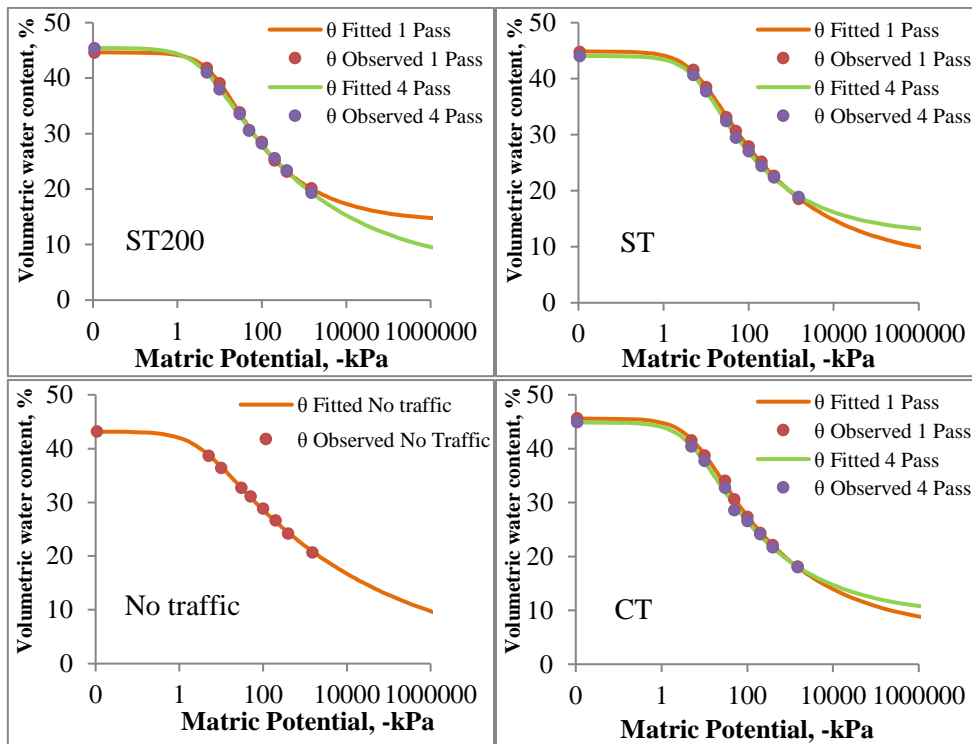 Volumetric water content, %
50
40
30
20
10
0
0 1 100 10000 1000000
Matric Potential, -kPa
ST200
θ Fitted 1 Pass
θ Observed 1 Pass
θ Fitted 4 Pass
θ Observed 4 Pass
Volumetric water content, %
50
40
30
20
10
0
0 1 100 10000 1000000
Matric Potential, -kPa
ST
θ Fitted 1 Pass
θ Observed 1 Pass
θ Fitted 4 Pass
θ Observed 4 Pass
Volumetric water content, %
50
40
30
20
10
0
0 1 100 10000 1000000
Matric Potential, -kPa
No traffic
θ Fitted No traffic
θ Observed No Traffic
Volumetric water content, %
50
40
30
20
10
0
0 1 100 10000 1000000
Matric Potential, -kPa
CT
θ Fitted 1 Pass
θ Observed 1 Pass
θ Fitted 4 Pass
θ Observed 4 Pass